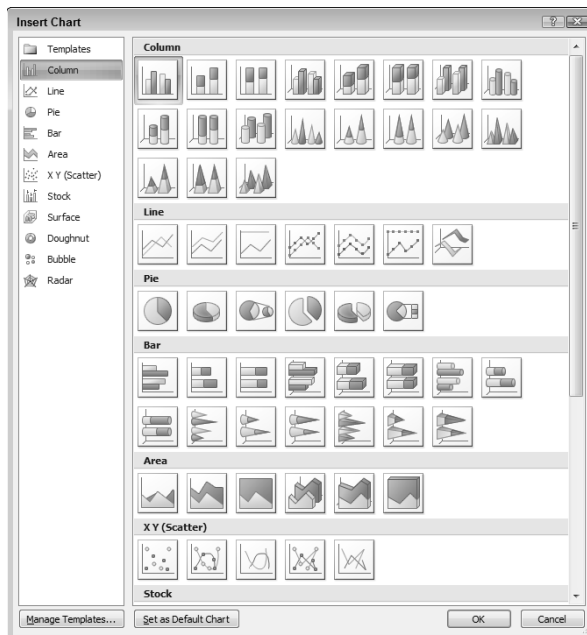 Insert Chart
Templates
Column
Line
Pie
Bar
Area
X Y (Scatter)
Stock
Surface
Doughnut
Bubble
Radar
Column
Line
Pie
Bar
Area
X Y (Scatter)
Stock
Manage Templates...
Set as Default Chart
OK
Cancel